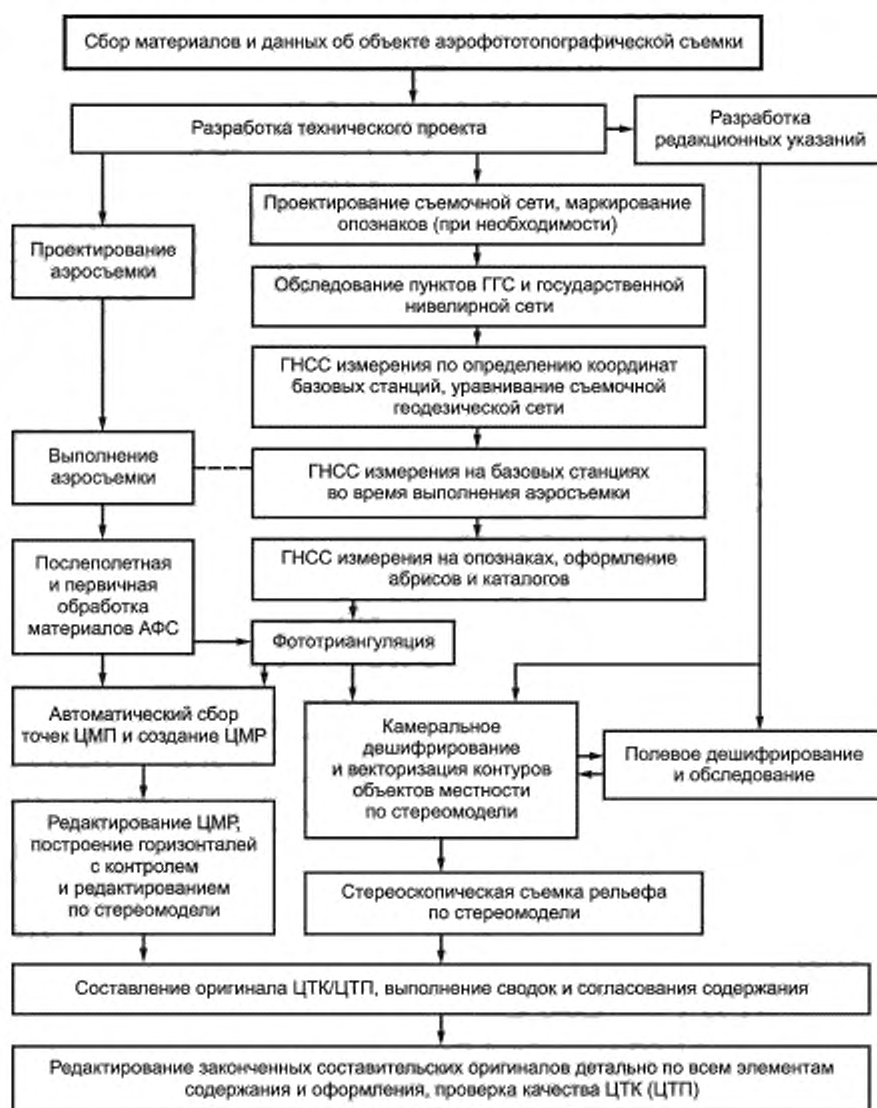 Сбор материалов и данных об объекте аэрофототопографической съемки
Разработка технического проекта
Разработка
редакционных указаний
Проектирование съемочной сети, маркирование
опознаков (при необходимости)
Проектирование
аэросъемки
Обследование пунктов ГГС и государственной
нивелирной сети
ГНСС измерения по определению координат
базовых станций, уравнивание съемочной
геодезической сети
Выполнение
аэросъемки
ГНСС измерения на базовых станциях
во время выполнения аэросъемки
Послеполетная
и первичная
обработка
материалов АФС
ГНСС измерения на опознаках, оформление
абрисов и каталогов
Фототриангуляция
Автоматический сбор
точек ЦМП и создание ЦМР
Камеральное
дешифрирование
и векторизация контуров
объектов местности
по стереомодели
Полевое дешифрирование
и обследование
Редактирование ЦМР,
построение горизонталей
с контролем
и редактированием
по стереомодели
Стереоскопическая съемка рельефа
по стереомодели
Составление оригинала ЦТК/ЦТП, выполнение сводок и согласования содержания
Редактирование законченных составительских оригиналов детально по всем элементам
содержания и оформления, проверка качества ЦТК (ЦТП)